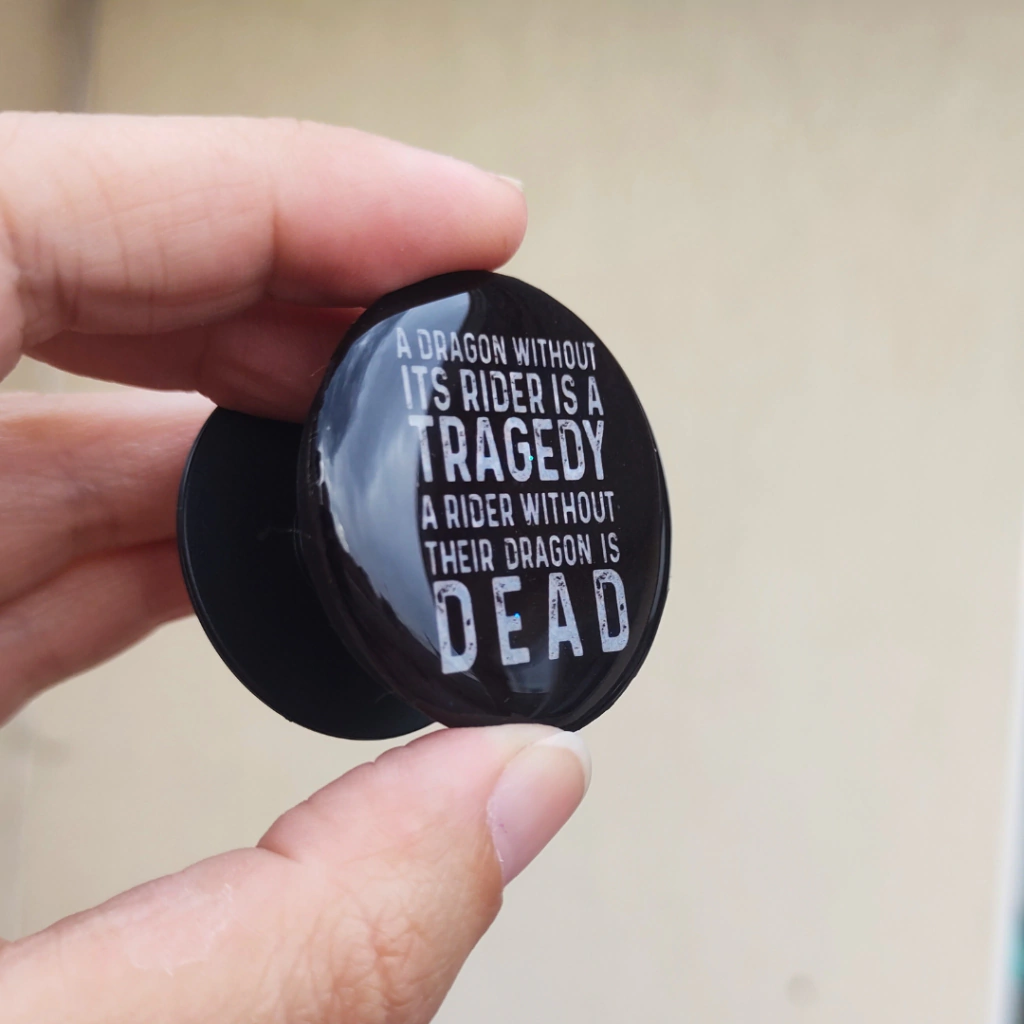 A DRAGON WITHOUT
ITS RIDER IS A
TRAGEDY
A RIDER WITHOUT
THEIR DRAGON IS
DEAD